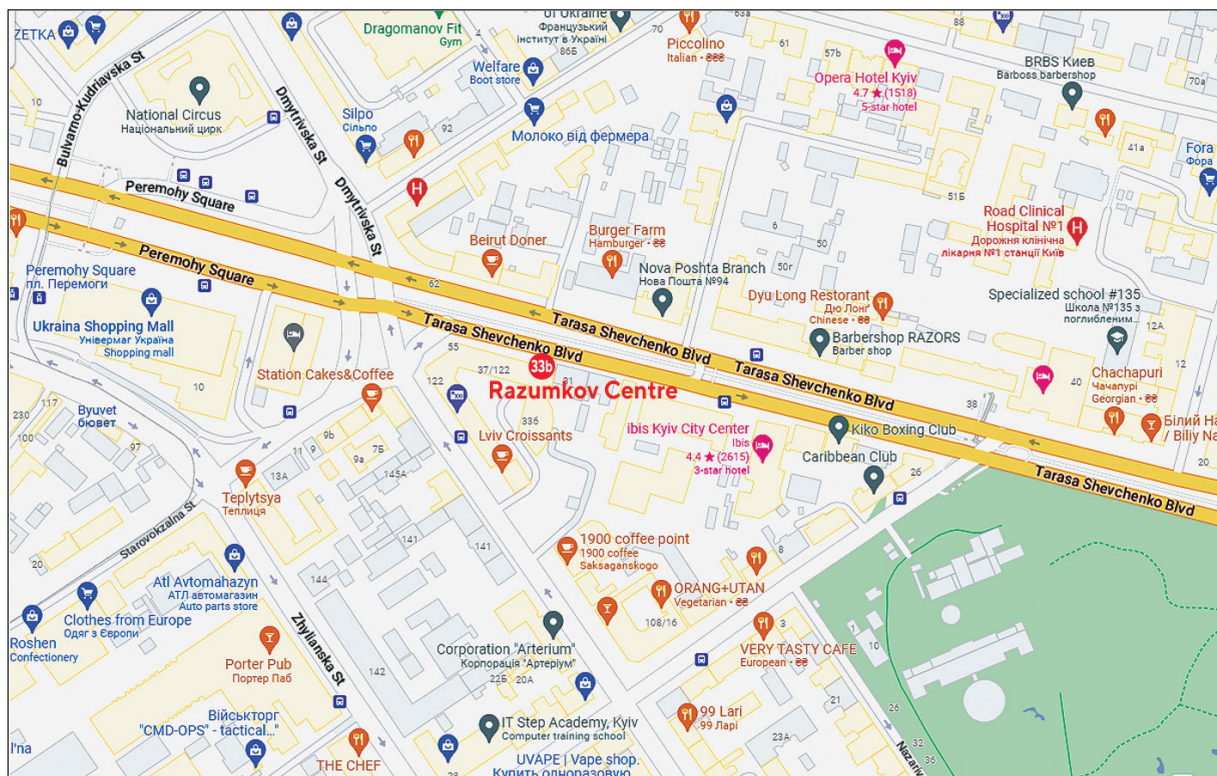 ZETKA
Bulvarno-Kudriavska St
National Circus
Національний цирк
10
Dmytrivska St
Dragomanov Fit
Gym
4
of Ukraine
Французький
інститут в Україні
86Б
Welfare
Boot store
Silpo
Сільпо
92
Молоко від фермера
Piccolino
Italian • ₴₴₴
63a
61
57b
88
Opera Hotel Kyiv
4.7 ★ (1518)
5-star hotel
BRBS Киев
Barboss barbershop
70a
41a
Fora
Фора
51Б
Road Clinical
Hospital №1
Дорожня клінічна
лікарня №1 станції Київ
6
50
50г
Peremohy Square
Dmytrivska St
Peremohy Square
Beirut Doner
62
Burger Farm
Hamburger • ₴₴
Nova Poshta Branch
Нова Пошта №94
Dyu Long Restorant
Дю Лонг
Chinese • ₴₴
Barbershop RAZORS
Barber shop
Specialized school #135
Школа №135 з
поглибленим...
12A
12
Chachapuri
Чачапурі
Georgian • ₴₴
40
38
Білий На
/ Biliy Na
20
Peremohy Square
пл. Перемоги
Ukraina Shopping Mall
Універмаг Україна
Shopping mall
10
Tarasa Shevchenko Blvd
Tarasa Shevchenko Blvd
Tarasa Shevchenko Blvd
Tarasa Shevchenko Blvd
55
37/122
122
33b
Razumkov Centre
31
33б
Station Cakes&Coffee
Lviv Croissants
ibis Kyiv City Center
Ibis
4.4 ★ (2615)
3-star hotel
Kiko Boxing Club
Caribbean Club
26
230
117
100
97
Byuvet
бювет
11
9
9b
9a
7Б
13A
145A
Teplytsya
Теплиця
Starovokzalna St
20
141
141
144
142
1900 coffee point
1900 coffee
Saksaganskogo
8
ORANG+UTAN
Vegetarian • ₴₴
108/16
3
1
10
VERY TASTY CAFE
European • ₴₴
Atl Avtomahazyn
АТЛ автомагазин
Auto parts store
Clothes from Europe
Одяг з Європи
Roshen
Confectionery
Porter Pub
Портер Паб
Zhylianska St
Corporation "Arterium"
Корпорація "Артеріум"
22Б
20A
Військторг
"CMD-OPS" - tactical..."
l'na
THE CHEF
IT Step Academy, Kyiv
Computer training school
28
UVAPE | Vape shop.
Купить одноразовую
99 Lari
99 Ларі
23A
21
26
32
36
Nazariv